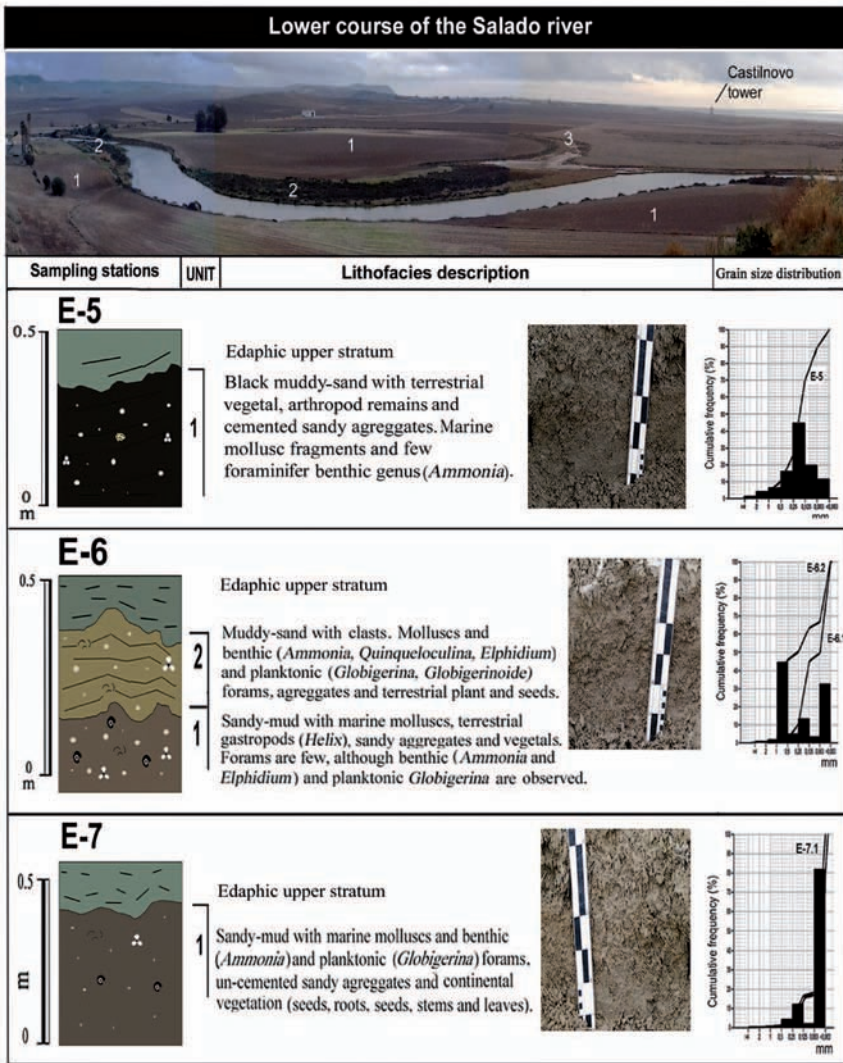 Lower course of the Salado river
Castilnovo
tower
2
1
1
2
3
1
Sampling stations UNIT Lithofacies description Grain size distribution
E-5
0.5
0
m
1
Edaphic upper stratum
Black muddy-sand with terrestrial
vegetal, arthropod remains and
cemented sandy agreggates. Marine
mollusc fragments and few
foraminifer benthic genus (Ammonia).
Cumulative frequency (%)
E-5
mm
E-6
0.5
0
m
Edaphic upper stratum
2
Muddy-sand with clasts. Molluscs and
benthic (Ammonia, Quinqueloculina, Elphidium)
and planktonic (Globigerina, Globigerinoide)
forams, agreggates and terrestrial plant and seeds.
1
Sandy-mud with marine molluscs, terrestrial
gastropods (Helix), sandy aggregates and vegetals.
Forams are few, although benthic (Ammonia and
Elphidium) and planktonic Globigerina are observed.
Cumulative frequency (%)
E-6.2
mm
E-7
0.5
m
0
Edaphic upper stratum
1
Sandy-mud with marine molluscs and benthic
(Ammonia) and planktonic (Globigerina) forams,
un-cemented sandy agreggates and continental
vegetation (seeds, roots, seeds, stems and leaves).
Cumulative frequency (%)
E-7.1
mm